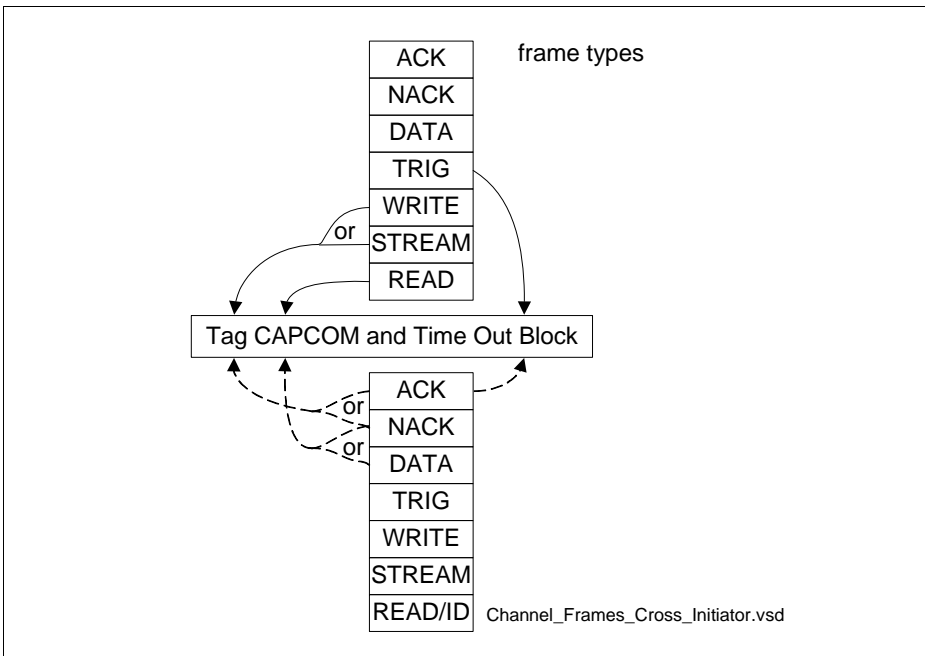 frame types
ACK
NACK
DATA
TRIG
WRITE
or
STREAM
READ
Tag CAPCOM and Time Out Block
ACK
or
NACK
or
DATA
TRIG
WRITE
STREAM
READ/ID
Channel_Frames_Cross_Initiator.vsd